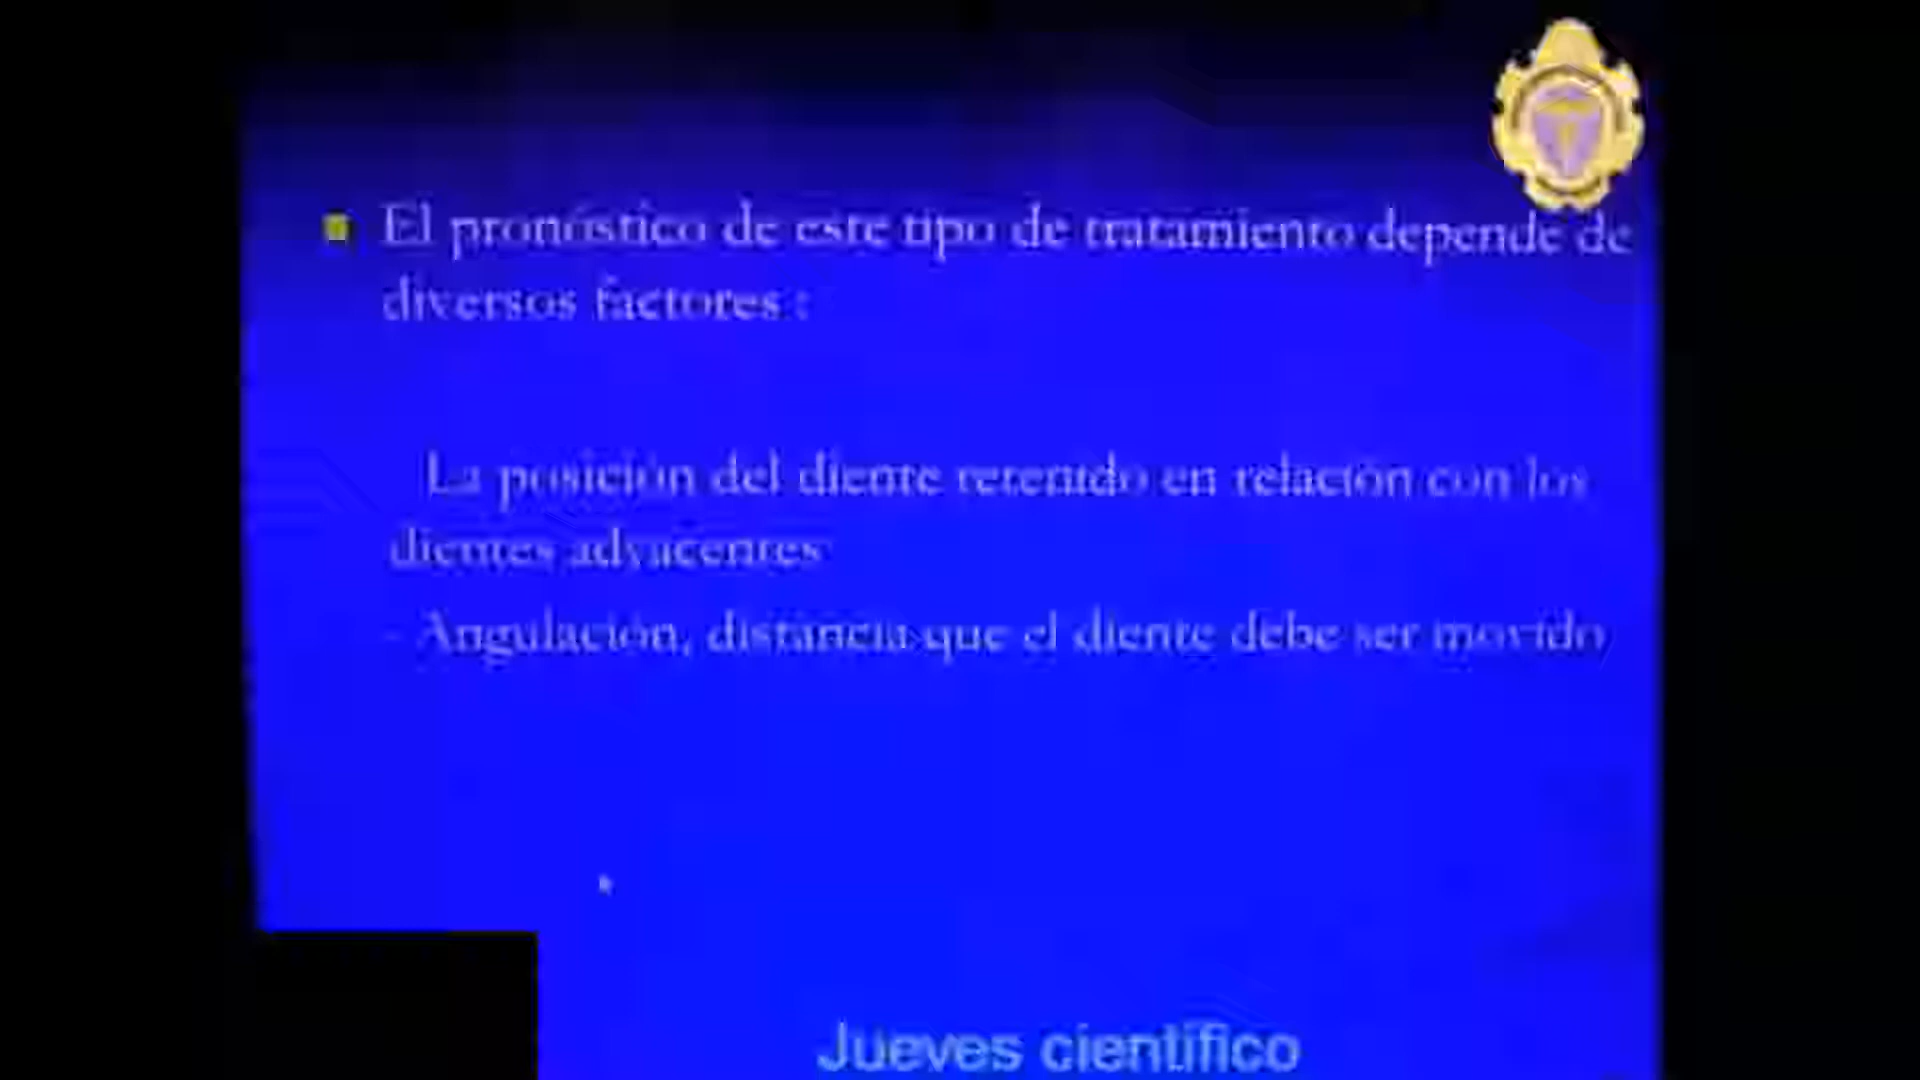 El pronóstico de este tipo de tratamiento depende de
diversos factores :
La posición del diente retenido en relación con los
dientes adyacentes
- Angulación, distancia que el diente debe ser movido
Jueves científico